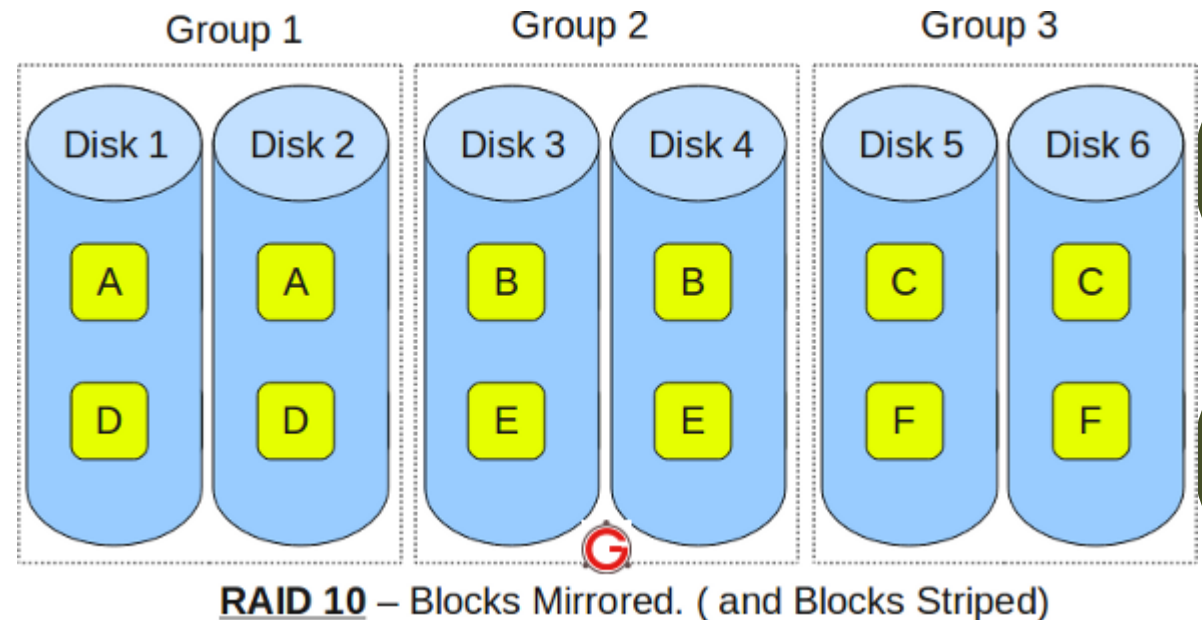 Group 1 Group 2 Group 3
Disk 1 Disk 2 Disk 3 Disk 4 Disk 5 Disk 6
A A B B C C
D D E E F F
G
RAID 10 – Blocks Mirrored. ( and Blocks Striped)